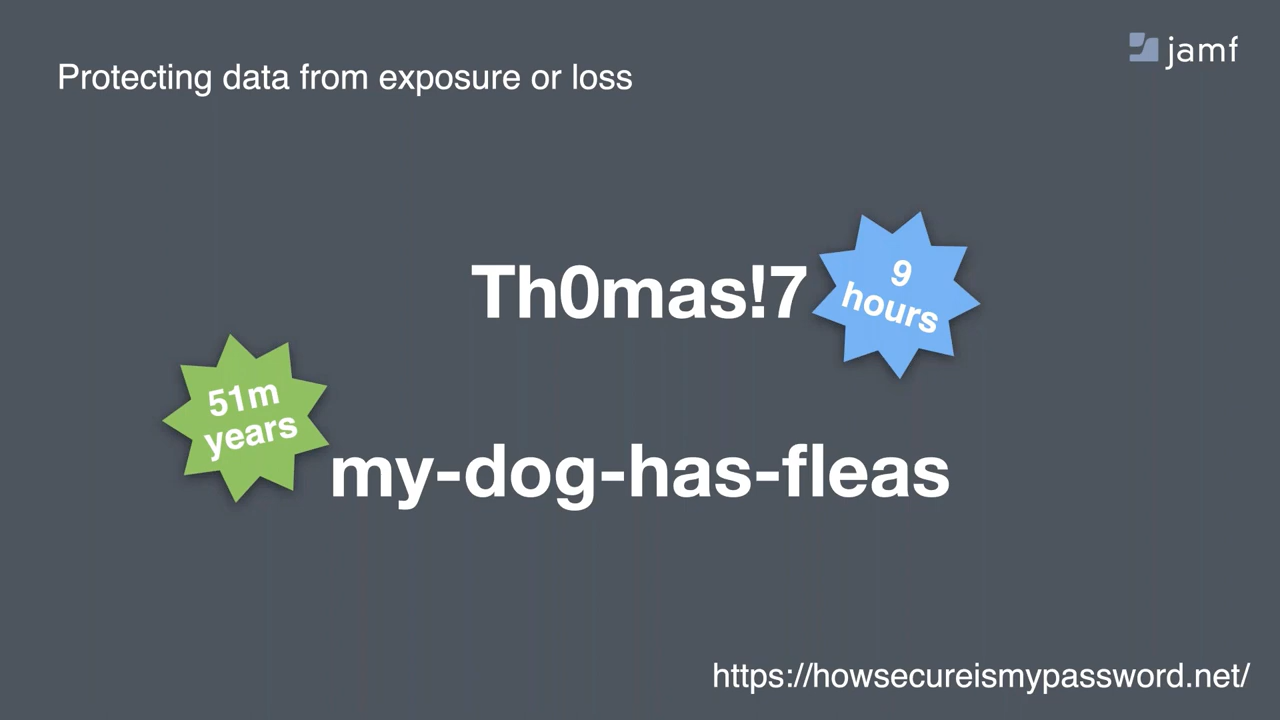 jamf
Protecting data from exposure or loss
Th0mas!7
9
hours
51m
years
my-dog-has-fleas
https://howsecureismypassword.net/